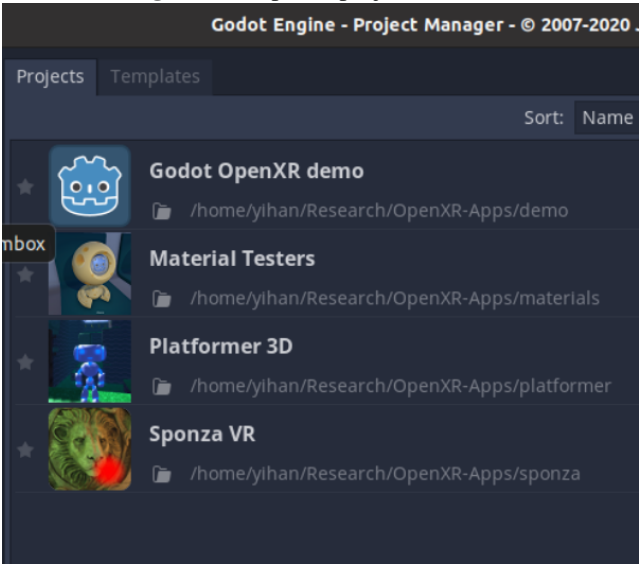 Godot Engine - Project Manager - © 2007-2020
Projects Templates
Sort: Name
Godot OpenXR demo
/home/yihan/Research/OpenXR-Apps/demo
mbox
Material Testers
/home/yihan/Research/OpenXR-Apps/materials
Platformer 3D
/home/yihan/Research/OpenXR-Apps/platformer
Sponza VR
/home/yihan/Research/OpenXR-Apps/sponza